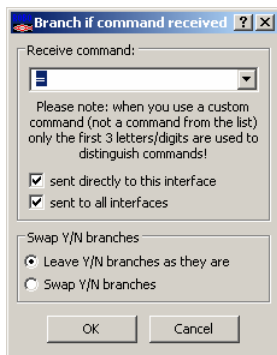 Branch if command received
Receive command:
=
Please note: when you use a custom
command (not a command from the list)
only the first 3 letters/digits are used to
distinguish commands!
sent directly to this interface
sent to all interfaces
Swap Y/N branches
Leave Y/N branches as they are
Swap Y/N branches
OK Cancel